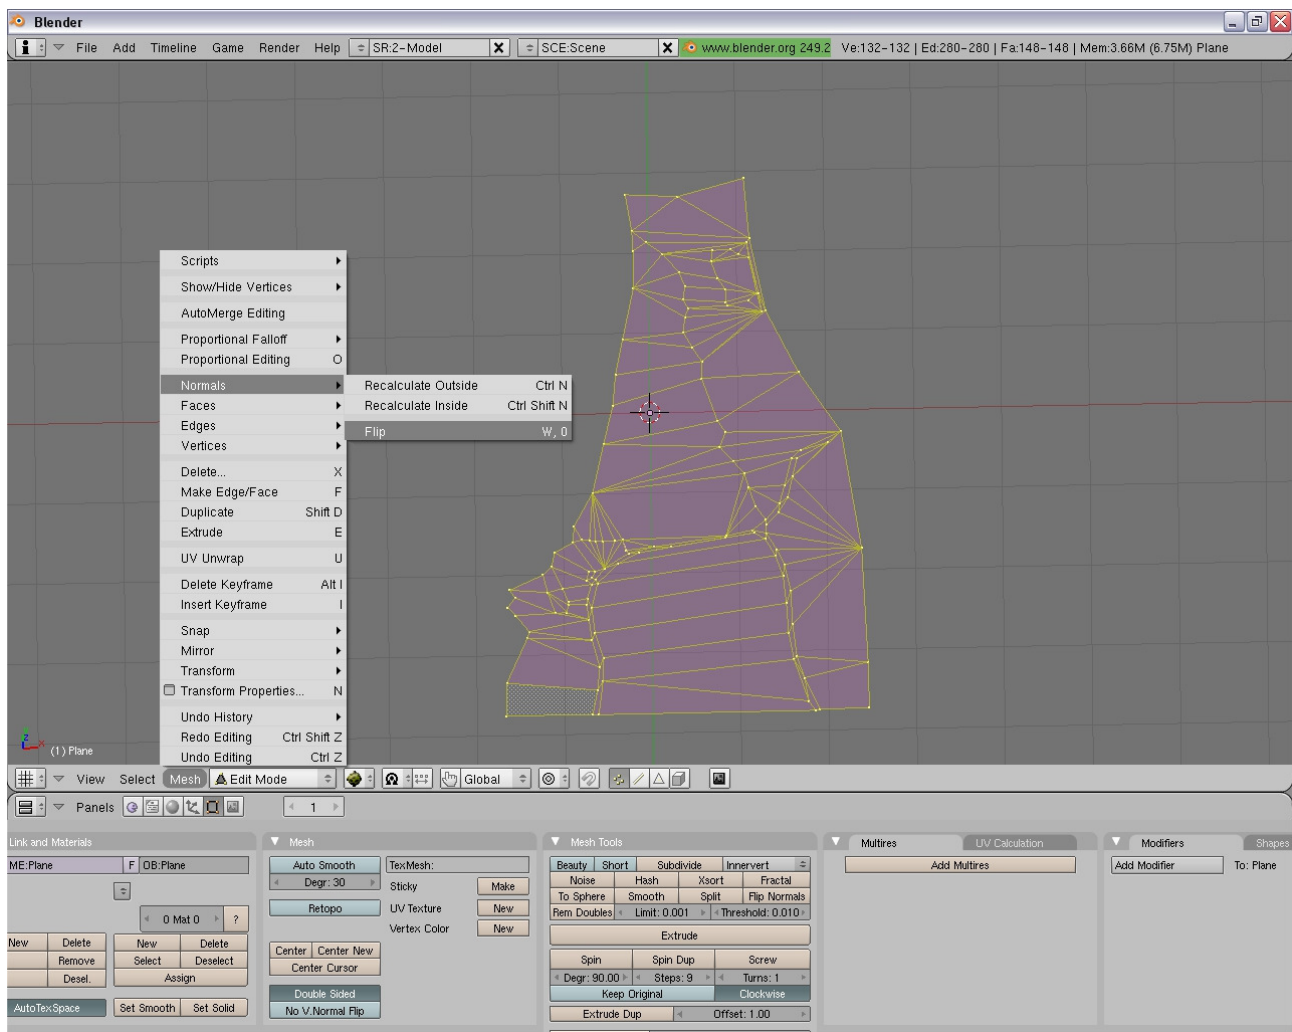 Blender
File Add Timeline Game Render Help SR:2-Model X SCE:Scene X www.blender.org 249.2 Ve:132-132 | Ed:280-280 | Fa:148-148 | Mem:3.66M (6.75M) Plane
Scripts
Show/Hide Vertices
AutoMerge Editing
Proportional Falloff
Proportional Editing O
Normals
Recalculate Outside Ctrl N
Faces
Recalculate Inside Ctrl Shift N
Edges
Flip W, 0
Vertices
Delete... X
Make Edge/Face F
Duplicate Shift D
Extrude E
UV Unwrap U
Delete Keyframe Alt I
Insert Keyframe I
Snap
Mirror
Transform
Transform Properties... N
Undo History
Redo Editing Ctrl Shift Z
Undo Editing Ctrl Z
z x
(1) Plane
View Select Mesh Edit Mode Global
Panels 1
Link and Materials Mesh Mesh Tools Multires UV Calculation Modifiers Shapes
ME:Plane F OB:Plane Auto Smooth TexMesh: Beauty Short Subdivide Innervert Add Multires Add Modifier To: Plane
Degr: 30 Sticky Make Noise Hash Xsort Fractal
To Sphere Smooth Split Flip Normals
0 Mat 0 ? Retopo UV Texture New Rem Doubles Limit: 0.001 Threshold: 0.010
Vertex Color New Extrude
New Delete New Delete Center Center New
Remove Select Deselect Center Cursor Spin Spin Dup Screw
Desel. Assign Degr: 90.00 Steps: 9 Turns: 1
Double Sided Keep Original Clockwise
AutoTexSpace Set Smooth Set Solid No V.Normal Flip Extrude Dup Offset: 1.00